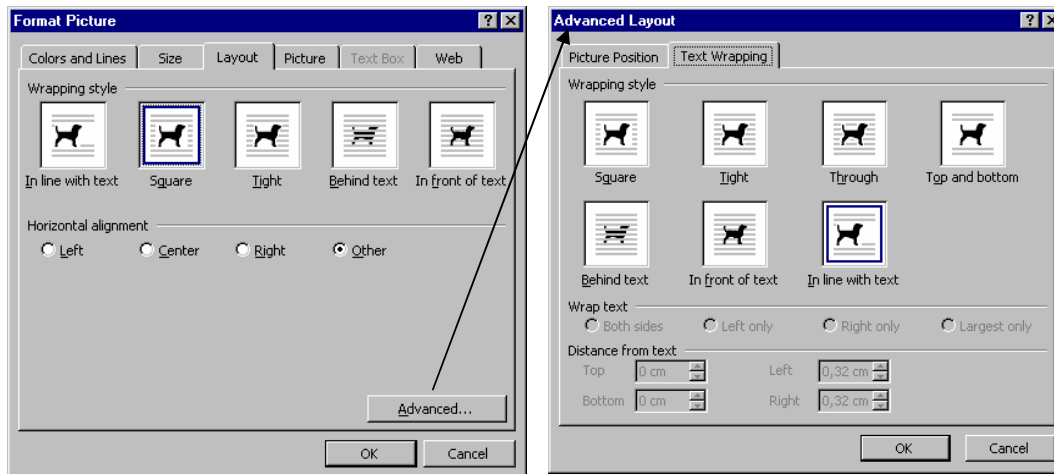 Format Picture
Colors and Lines Size Layout Picture Text Box Web
Wrapping style
In line with text Square Tight Behind text In front of text
Horizontal alignment
Left Center Right Other
Advanced...
OK Cancel
Advanced Layout
Picture Position Text Wrapping
Wrapping style
Square Tight Through Top and bottom
Behind text In front of text In line with text
Wrap text
Both sides Left only Right only Largest only
Distance from text
Top 0 cm Left 0,32 cm
Bottom 0 cm Right 0,32 cm
OK Cancel